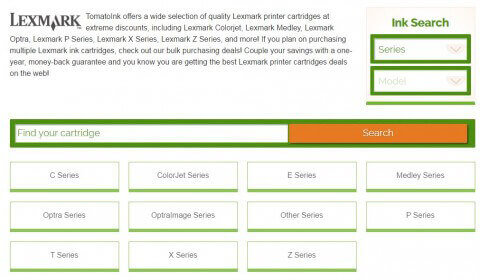 LEXMARK TomatoInk offers a wide selection of quality Lexmark printer cartridges at
extreme discounts, including Lexmark Colorjet, Lexmark Medley, Lexmark
Optra, Lexmark P Series, Lexmark X Series, Lexmark Z Series, and more! If you plan on purchasing
multiple Lexmark ink cartridges, check out our bulk purchasing deals! Couple your savings with a one-
year, money-back guarantee and you know you are getting the best Lexmark printer cartridges deals
on the web!
Ink Search
Series
Model
Find your cartridge Search
C Series ColorJet Series E Series Medley Series
Optra Series OptraImage Series Other Series P Series
T Series X Series Z Series